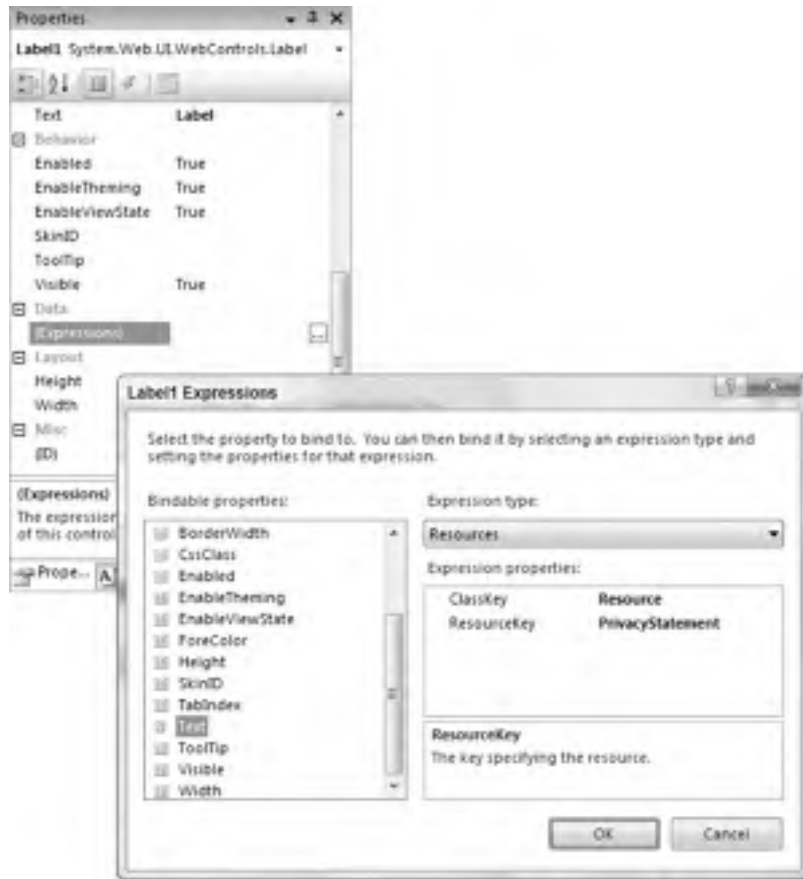 Properties
Label1 System.Web.UI.WebControls.Label
Text Label
Behavior
Enabled True
EnableTheming True
EnableViewState True
SkinID
ToolTip
Visible True
Data
(Expressions)
Layout
Height
Width
Misc
(ID)
(Expressions)
The expression
of this control
Prope...
A
Label1 Expressions
Select the property to bind to. You can then bind it by selecting an expression type and
setting the properties for that expression.
Bindable properties:
BorderWidth
CssClass
Enabled
EnableTheming
EnableViewState
ForeColor
Height
SkinID
TabIndex
Text
ToolTip
Visible
Width
Expression type:
Resources
Expression properties:
ClassKey Resource
ResourceKey PrivacyStatement
ResourceKey
The key specifying the resource.
OK Cancel